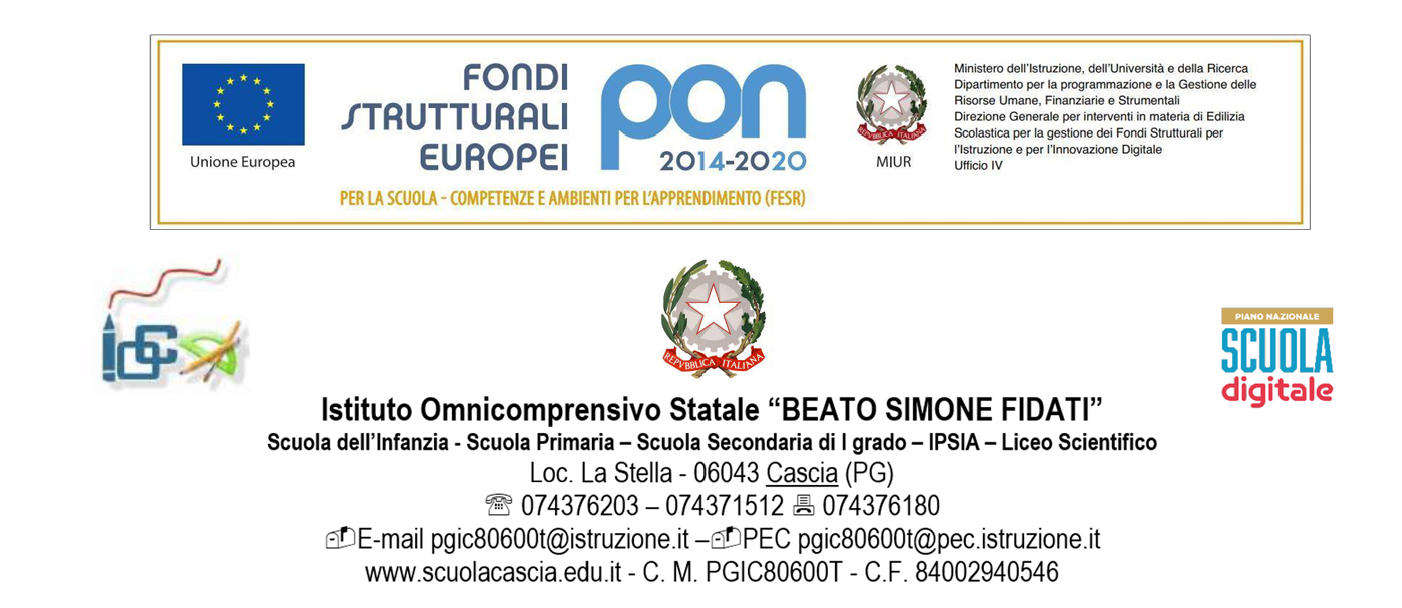 FONDI
STRUTTURALI
EUROPEI
pon
2014-2020
PER LA SCUOLA - COMPETENZE E AMBIENTI PER L'APPRENDIMENTO (FESR)
Unione Europea
REPVBBLICA ITALIANA
MIUR
Ministero dell'Istruzione, dell'Università e della Ricerca
Dipartimento per la programmazione e la Gestione delle
Risorse Umane, Finanziarie e Strumentali
Direzione Generale per interventi in materia di Edilizia
Scolastica per la gestione dei Fondi Strutturali per
l'Istruzione e per l'Innovazione Digitale
Ufficio IV
REPVBBLICA ITALIANA
PIANO NAZIONALE
SCUOLA
digitale
Istituto Omnicomprensivo Statale “BEATO SIMONE FIDATI”
Scuola dell'Infanzia - Scuola Primaria – Scuola Secondaria di I grado – IPSIA – Liceo Scientifico
Loc. La Stella - 06043 Cascia (PG)
074376203 – 074371512 074376180
E-mail pgic80600t@istruzione.it – PEC pgic80600t@pec.istruzione.it
www.scuolacascia.edu.it - C. M. PGIC80600T - C.F. 84002940546